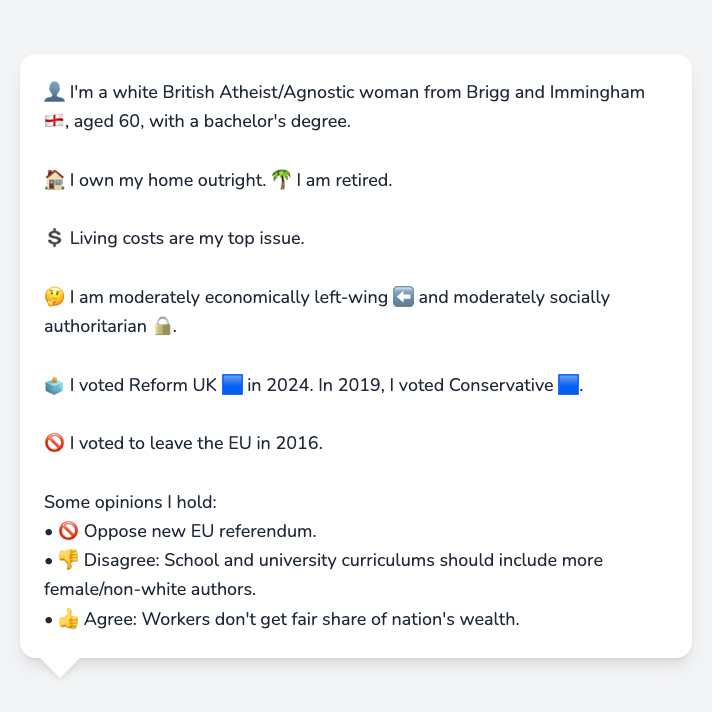 👤 I'm a white British Atheist/Agnostic woman from Brigg and Immingham
🏴󠁧󠁢󠁥󠁮󠁧󠁿, aged 60, with a bachelor's degree.
🏠 I own my home outright. 🌴 I am retired.
💲 Living costs are my top issue.
🤔 I am moderately economically left-wing ⬅️ and moderately socially
authoritarian 🔒.
🗳️ I voted Reform UK 🟦 in 2024. In 2019, I voted Conservative 🟦.
🚫 I voted to leave the EU in 2016.
Some opinions I hold:
• 🚫 Oppose new EU referendum.
• 👎 Disagree: School and university curriculums should include more
female/non-white authors.
• 👍 Agree: Workers don't get fair share of nation's wealth.